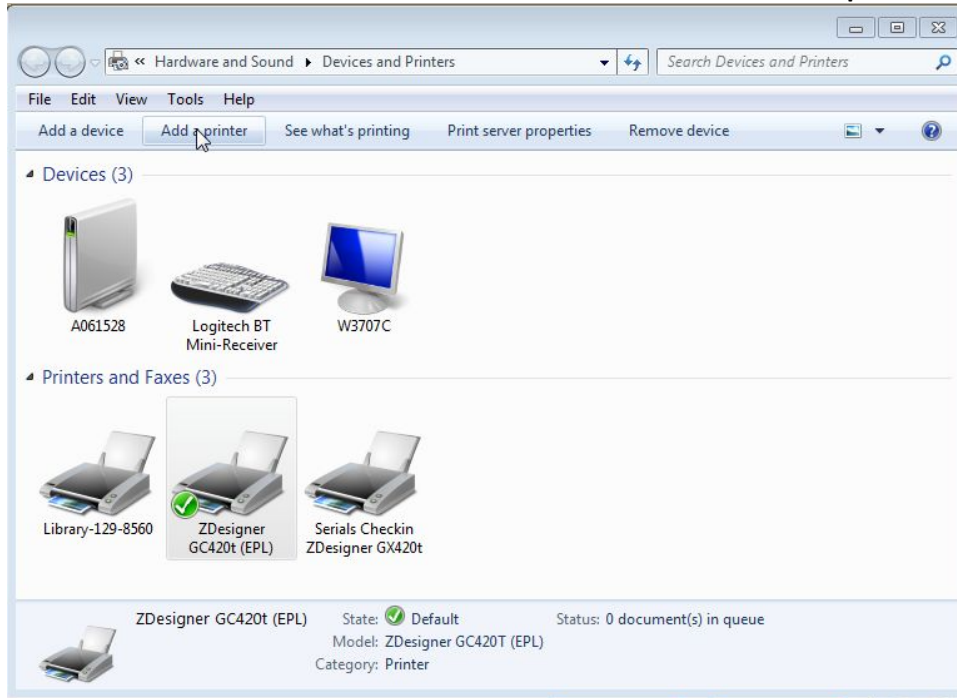 « Hardware and Sound ▸ Devices and Printers Search Devices and Printers
File Edit View Tools Help
Add a device Add a printer See what's printing Print server properties Remove device
Devices (3)
A061528 Logitech BT Mini-Receiver W3707C
Printers and Faxes (3)
Library-129-8560 ZDesigner GC420t (EPL) Serials Checkin ZDesigner GX420t
ZDesigner GC420t (EPL) State: Default Status: 0 document(s) in queue
Model: ZDesigner GC420T (EPL)
Category: Printer